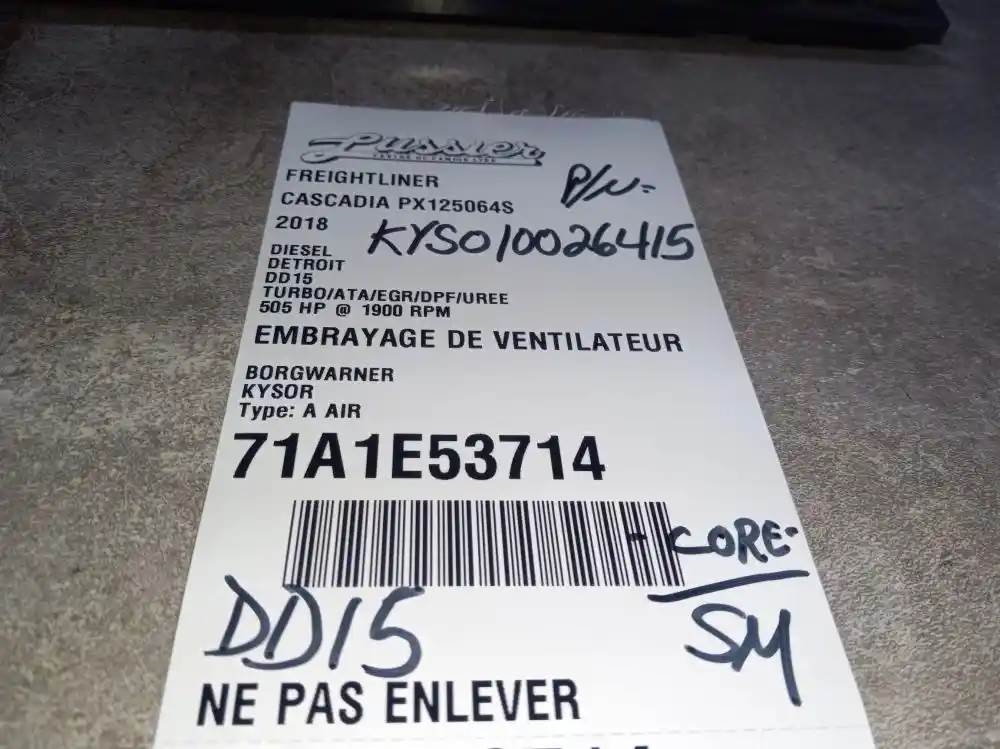 Pussier
FREIGHTLINER
P/N-
CASCADIA PX125064S
2018
KYSO10026415
DIESEL
DETROIT
DD15
TURBO/ATA/EGR/DPF/UREE
505 HP @ 1900 RPM
EMBRAYAGE DE VENTILATEUR
BORGWARNER
KYSOR
Type: A AIR
71A1E53714
-CORE-
SM
DD15
NE PAS ENLEVER